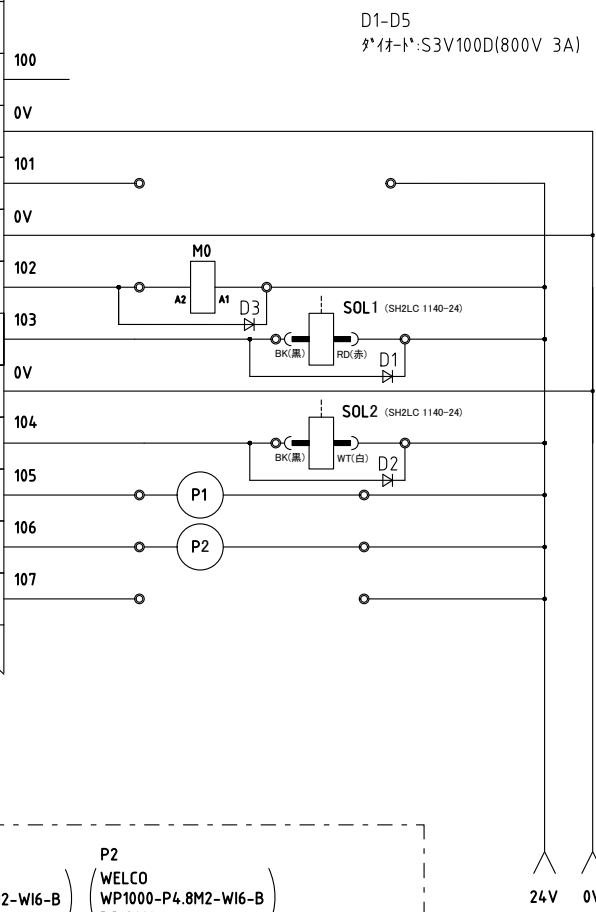 D1-D5
ﾀﾞｲｵｰﾄﾞ:S3V100D(800V 3A)
100
0V
101
0V
102
M0
A2
A1
D3
103
SOL1 (SH2LC 1140-24)
BK(黒)
RD(赤)
D1
0V
104
SOL2 (SH2LC 1140-24)
BK(黒)
WT(白)
D2
105
P1
106
P2
107
P2
WELCO
2-WI6-B
WP1000-P4.8M2-WI6-B
24V
0V